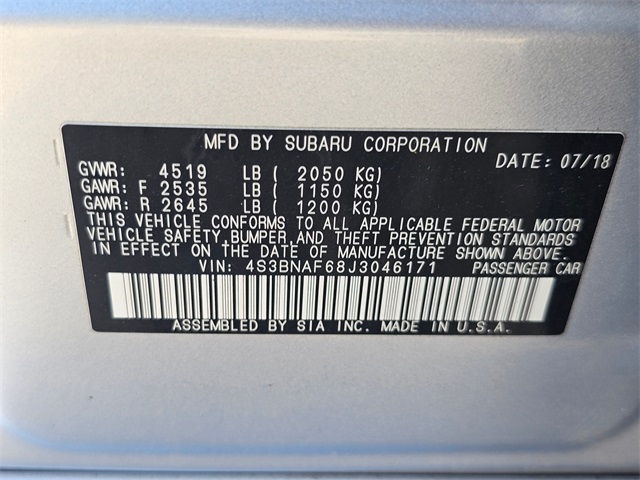 MFD BY SUBARU CORPORATION
DATE: 07/18
GVWR: 4519 LB ( 2050 KG)
GAWR: F 2535 LB ( 1150 KG)
GAWR: R 2645 LB ( 1200 KG)
THIS VEHICLE CONFORMS TO ALL APPLICABLE FEDERAL MOTOR
VEHICLE SAFETY,BUMPER AND THEFT PREVENTION STANDARDS
IN EFFECT ON THE DATE OF MANUFACTURE SHOWN ABOVE.
VIN: 4S3BNAF68J3046171 PASSENGER CAR
ASSEMBLED BY SIA INC. MADE IN U.S.A.